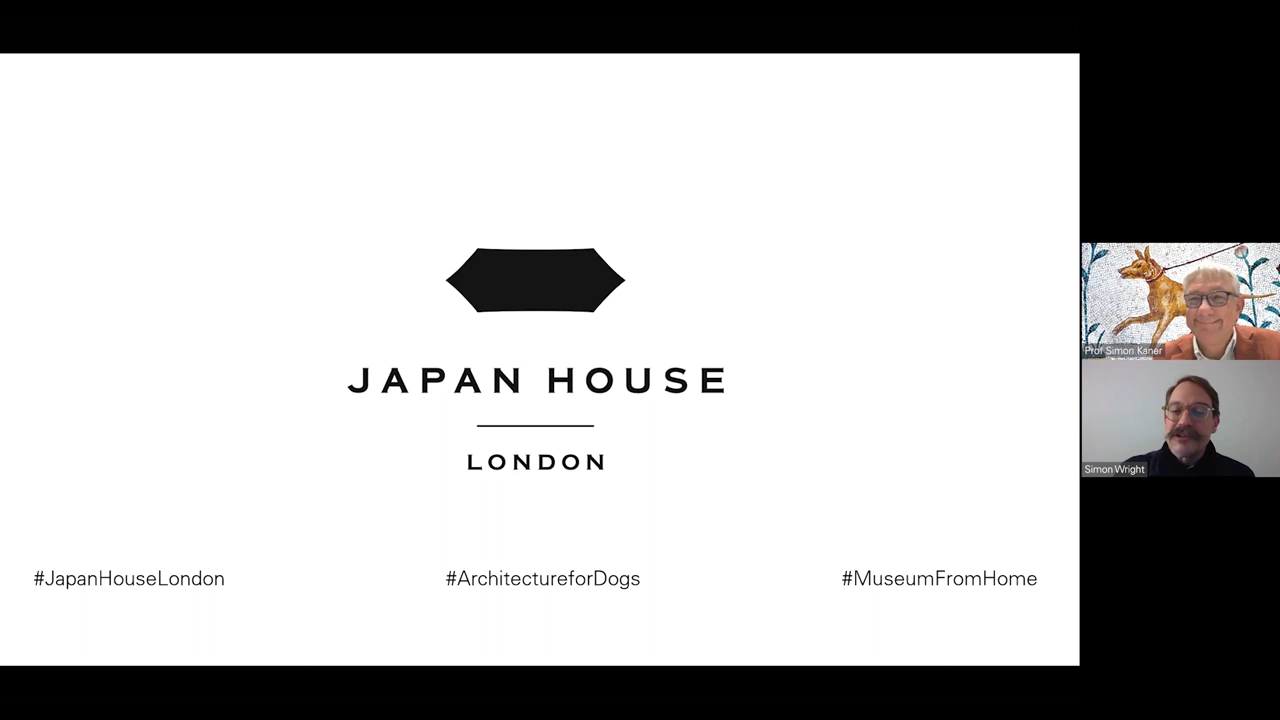 JAPAN HOUSE
LONDON
#JapanHouseLondon
#ArchitectureforDogs
#MuseumFromHome
Prof Simon Kaner
Simon Wright